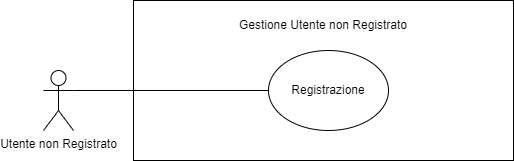 Gestione Utente non Registrato
Registrazione
Utente non Registrato